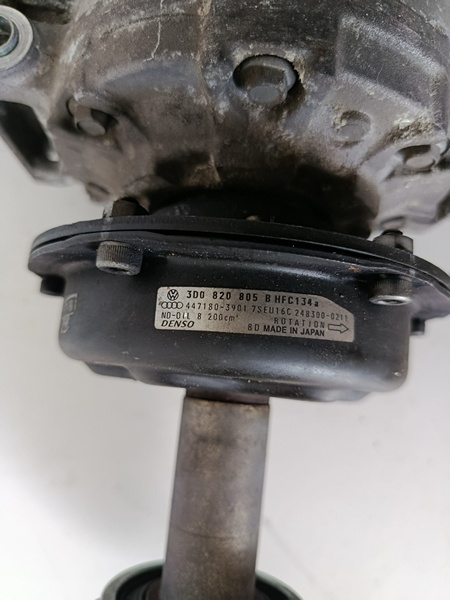 3D0 820 805 B HFC134a
447180-3901 7SEU16C 248300-0211
ND-OIL 8 200cm³ ROTATION
DENSO 8D MADE IN JAPAN